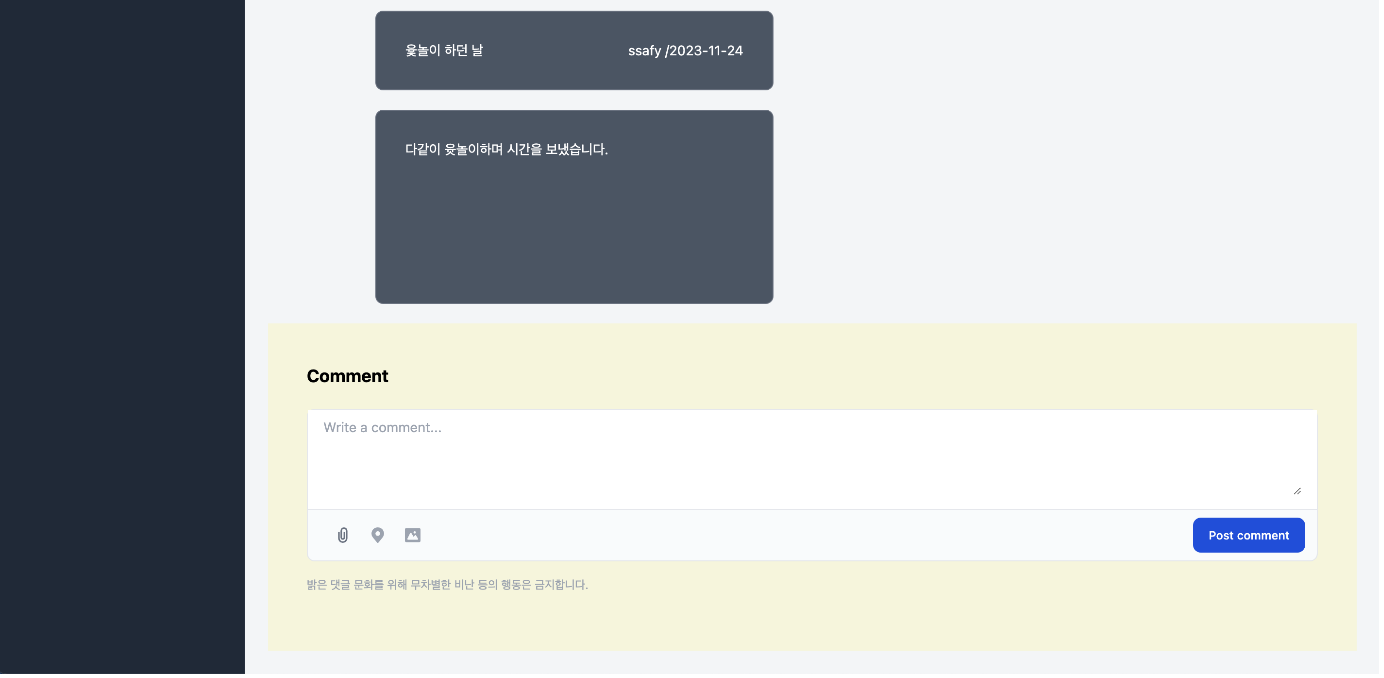 윷놀이 하던 날
ssafy /2023-11-24
다같이 윷놀이하며 시간을 보냈습니다.
Comment
Write a comment...
Post comment
밝은 댓글 문화를 위해 무차별한 비난 등의 행동은 금지합니다.